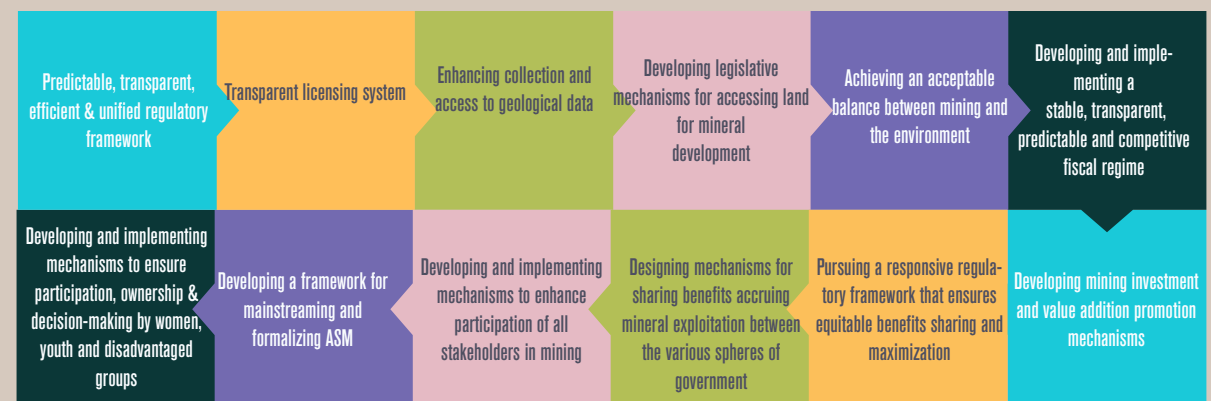 Predictable, transparent,
efficient & unified regulatory
framework
Transparent licensing system
Enhancing collection and
access to geological data
Developing legislative
mechanisms for accessing land
for mineral
development
Achieving an acceptable
balance between mining and
the environment
Developing and imple-
menting a
stable, transparent,
predictable and competitive
fiscal regime
Developing mining investment
and value addition promotion
mechanisms
Pursuing a responsive regula-
tory framework that ensures
equitable benefits sharing and
maximization
Designing mechanisms for
sharing benefits accruing
mineral exploitation between
the various spheres of
government
Developing and implementing
mechanisms to enhance
participation of all
stakeholders in mining
Developing a framework for
mainstreaming and
formalizing ASM
Developing and implementing
mechanisms to ensure
participation, ownership &
decision-making by women,
youth and disadvantaged
groups